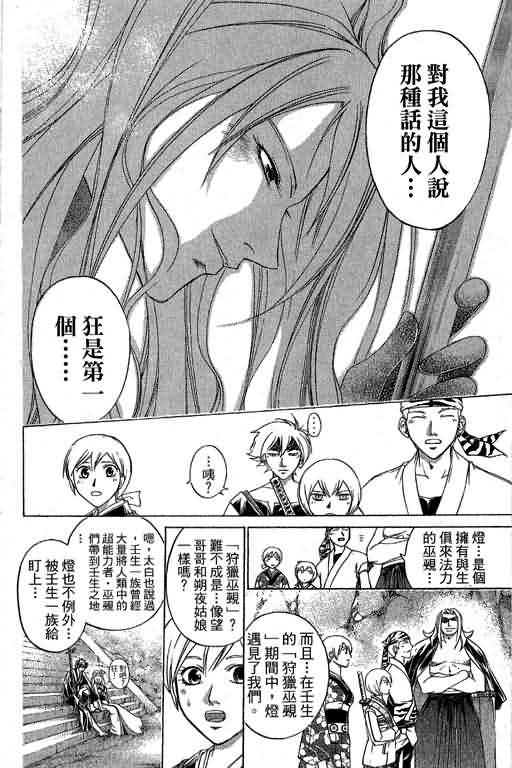 對我這個人說
那種話的人⋯
狂是第一
個⋯⋯
⋯
咦？
燈⋯是個
擁有與生
俱來法力
的巫覡⋯
而且⋯在壬生
的「狩獵巫覡
」期間中，燈
遇見了我們。
「狩獵巫覡」？
難不成是⋯像望
哥哥和朔夜姑娘
一樣嗎？
嗯，太白也說過
，壬生一族曾經
大量將人類中的
超能力者、巫覡
們帶到壬生之地
⋯
燈也不例外⋯
被壬生一族給
盯上⋯
對吧？
狂⋯